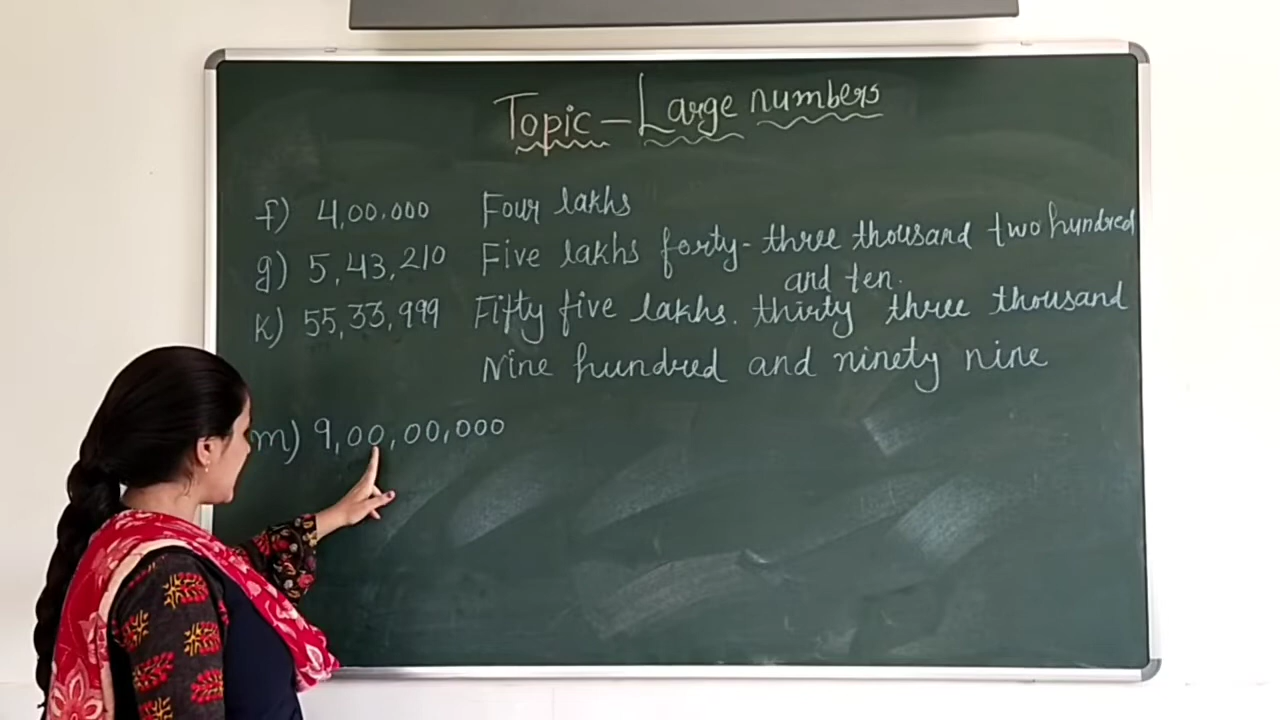 Topic - Large numbers
f) 4,00,000 Four lakhs
g) 5,43,210 Five lakhs forty-three thousand two hundred
and ten.
k) 55,33,999 Fifty five lakhs. thirty three thousand
Nine hundred and ninety nine
m) 9,00,00,000